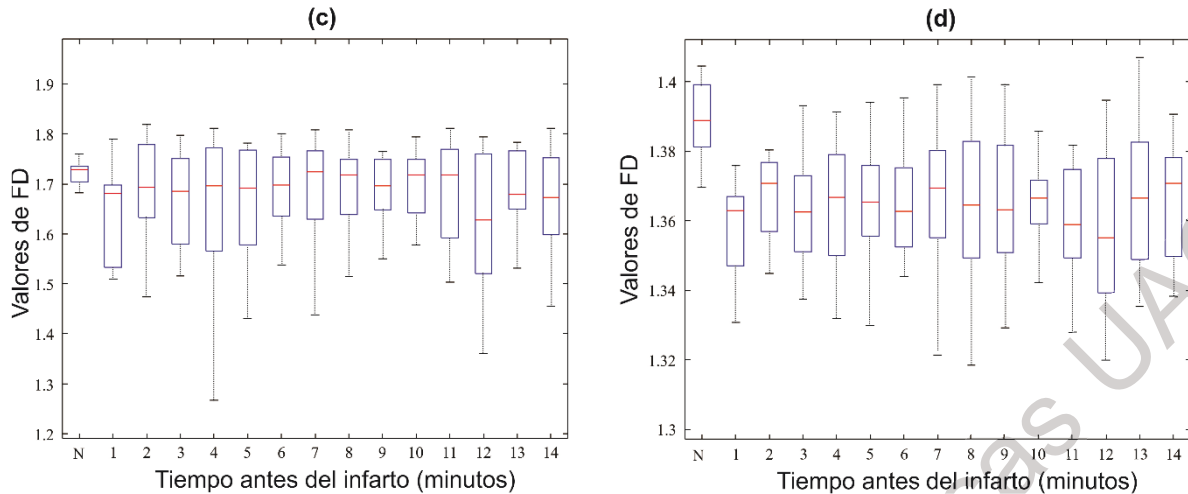 (c)
Valores de FD
1.9
1.8
1.7
1.6
1.5
1.4
1.3
1.2
N 1 2 3 4 5 6 7 8 9 10 11 12 13 14
Tiempo antes del infarto (minutos)
(d)
Valores de FD
1.4
1.38
1.36
1.34
1.32
1.3
N 1 2 3 4 5 6 7 8 9 10 11 12 13 14
Tiempo antes del infarto (minutos)